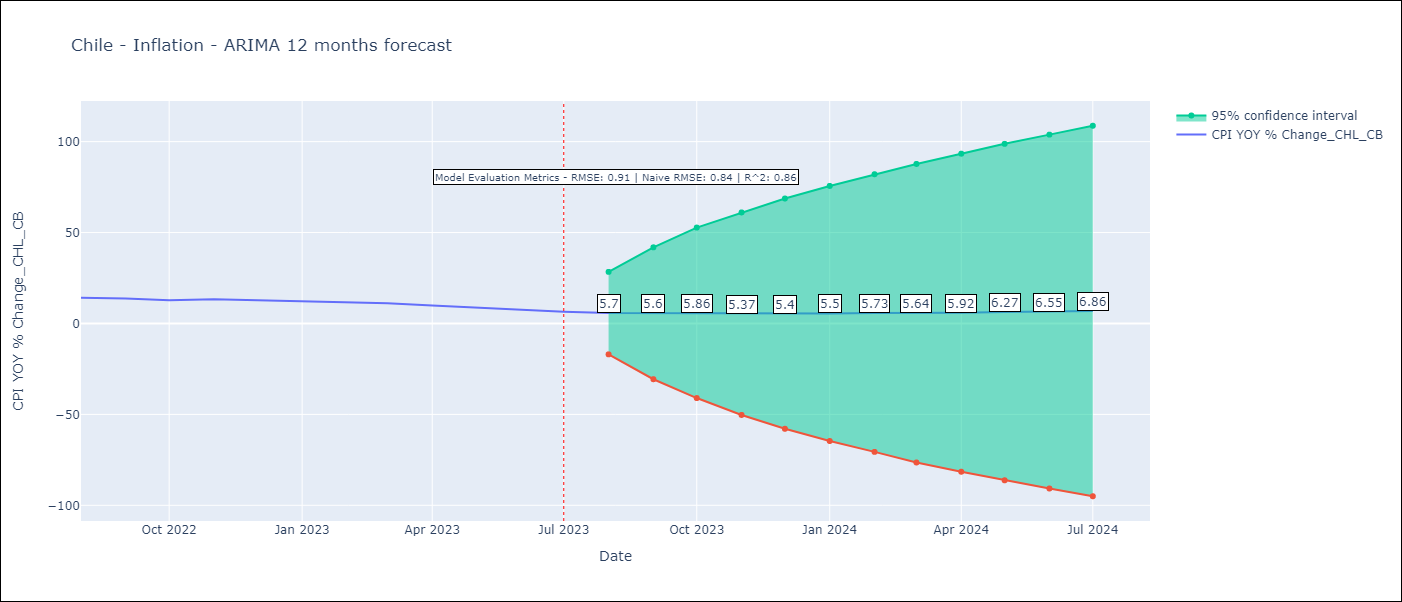 Chile - Inflation - ARIMA 12 months forecast
95% confidence interval
CPI YOY % Change_CHL_CB
Model Evaluation Metrics - RMSE: 0.91 | Naive RMSE: 0.84 | R^2: 0.86
CPI YOY % Change_CHL_CB
100
50
0
−50
−100
5.7
5.6
5.86
5.37
5.4
5.5
5.73
5.64
5.92
6.27
6.55
6.86
Oct 2022
Jan 2023
Apr 2023
Jul 2023
Oct 2023
Jan 2024
Apr 2024
Jul 2024
Date